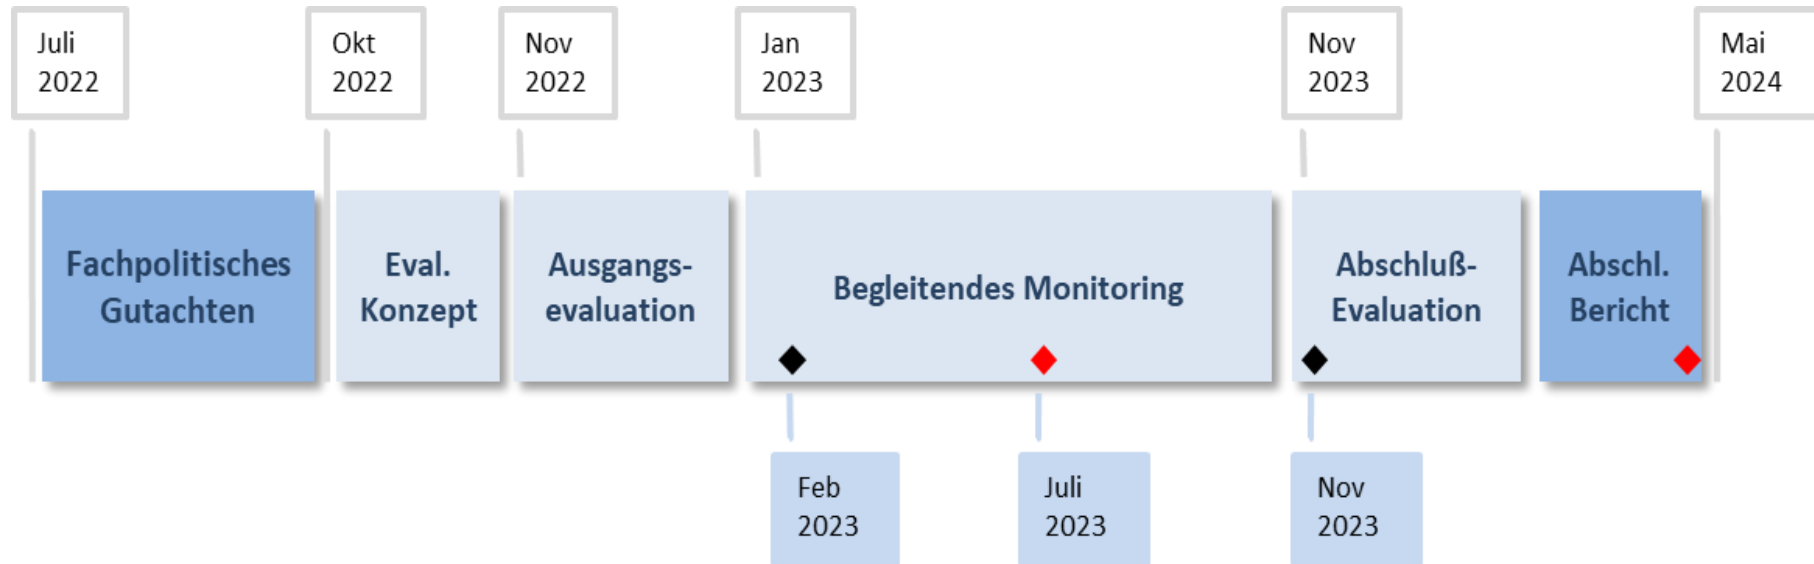 Juli
2022
Okt
2022
Nov
2022
Jan
2023
Nov
2023
Mai
2024
Fachpolitisches
Gutachten
Eval.
Konzept
Ausgangs-
evaluation
Begleitendes Monitoring
Abschluß-
Evaluation
Abschl.
Bericht
Feb
2023
Juli
2023
Nov
2023